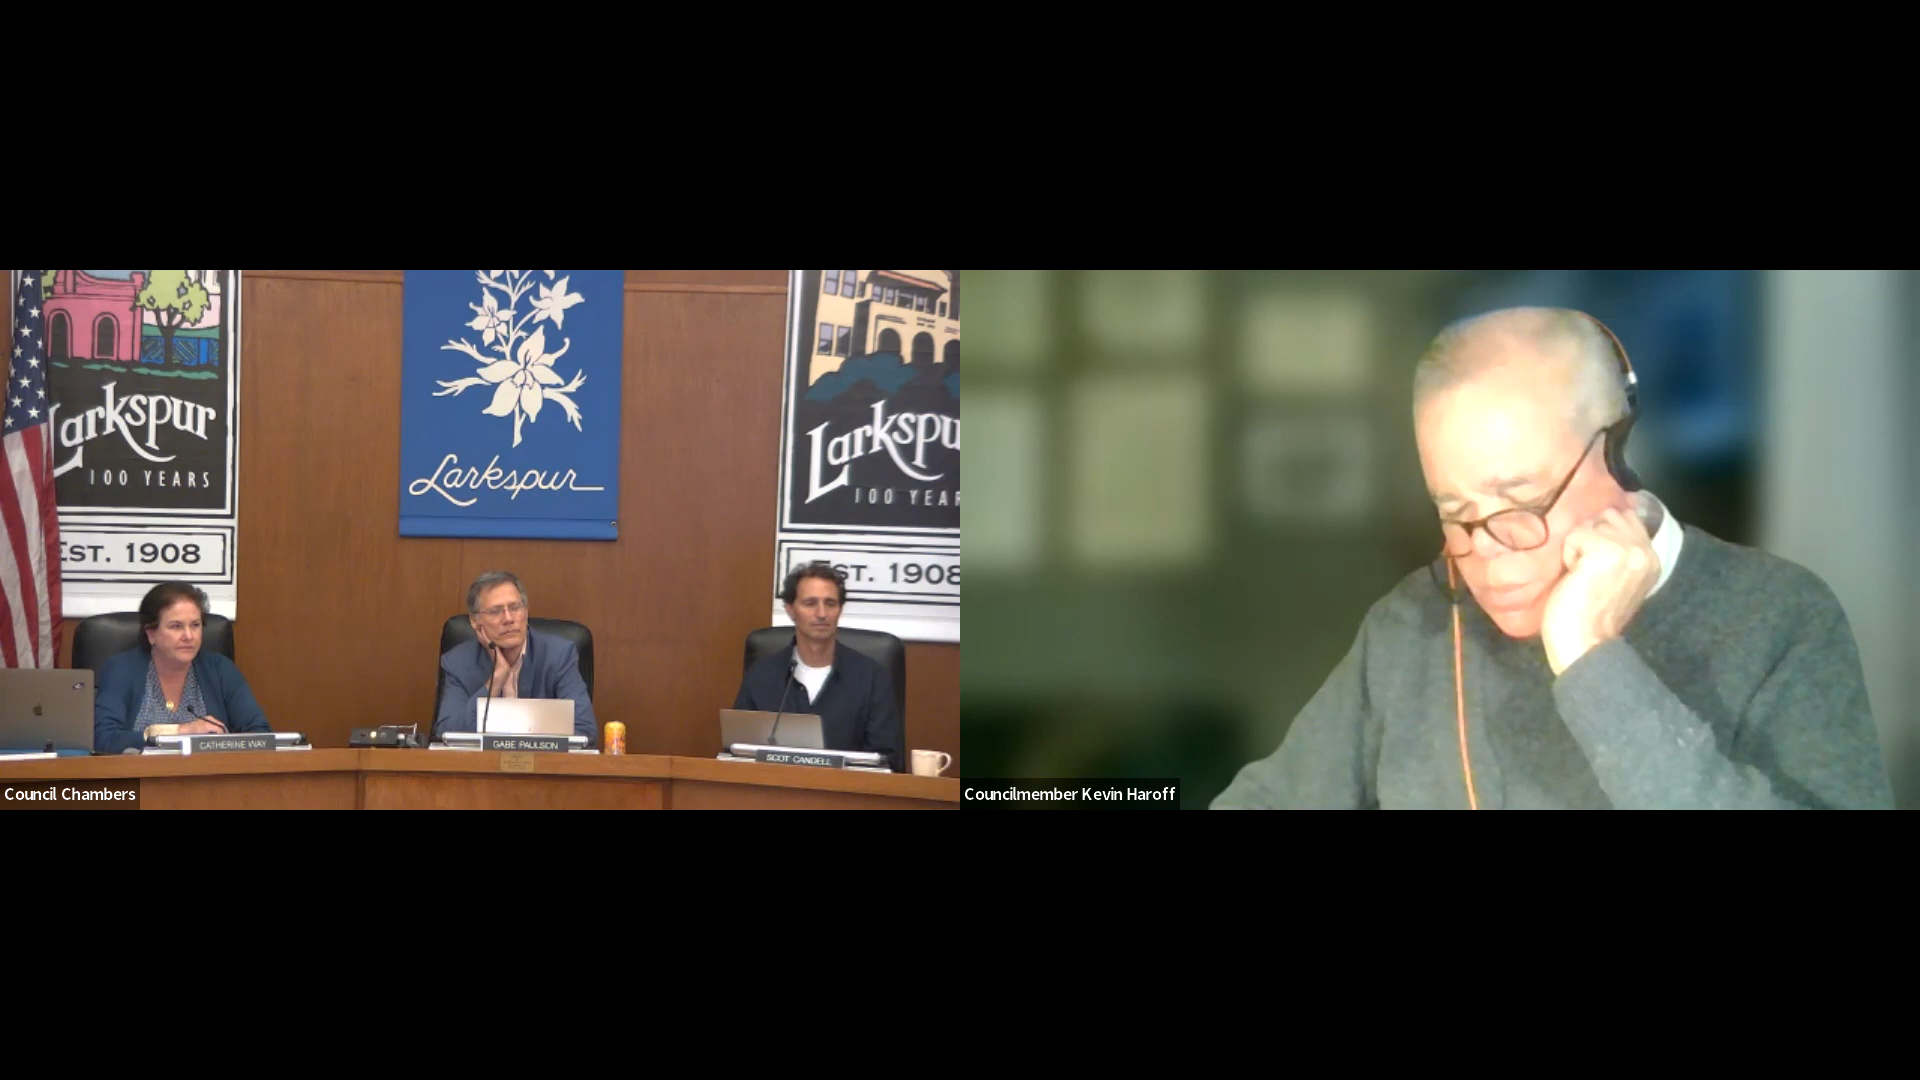 Larkspur
100 YEARS
EST. 1908
Larkspur
Larkspu
100 YEAR
EST. 1908
CATHERINE WAY
GABE PAULSON
SCOT CANDELL
Council Chambers
Councilmember Kevin Haroff